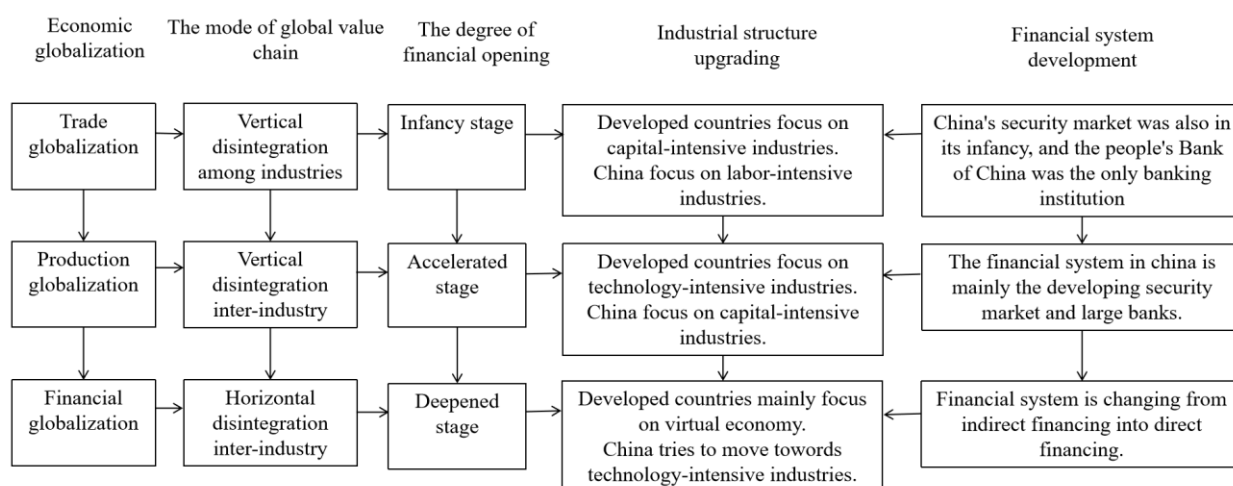 Economic
globalization
The mode of global value
chain
The degree of
financial opening
Industrial structure
upgrading
Financial system
development
Trade
globalization
Vertical
disintegration
among industries
Infancy stage
Developed countries focus on
capital-intensive industries.
China focus on labor-intensive
industries.
China's security market was also in
its infancy, and the people's Bank
of China was the only banking
institution
Production
globalization
Vertical
disintegration
inter-industry
Accelerated
stage
Developed countries focus on
technology-intensive industries.
China focus on capital-intensive
industries.
The financial system in china is
mainly the developing security
market and large banks.
Financial
globalization
Horizontal
disintegration
inter-industry
Deepened
stage
Developed countries mainly focus
on virtual economy.
China tries to move towards
technology-intensive industries.
Financial system is changing from
indirect financing into direct
financing.